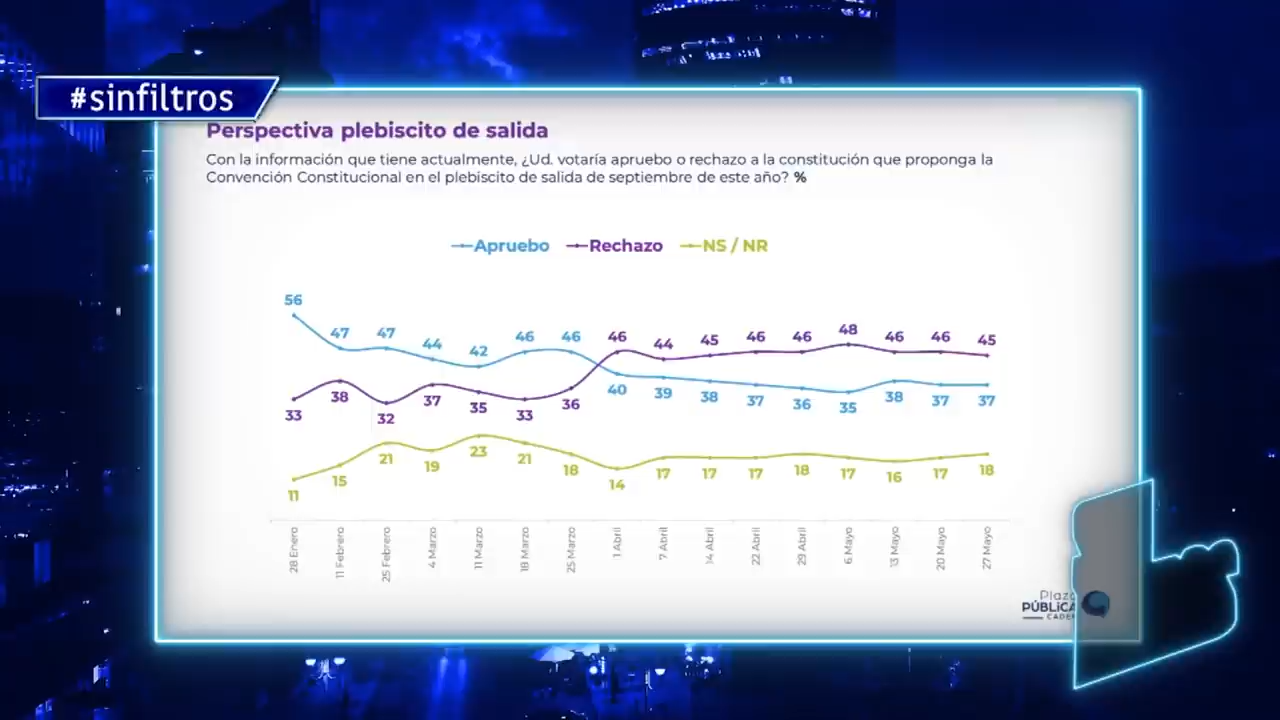 #sinfiltros
Perspectiva plebiscito de salida
Con la información que tiene actualmente, ¿Ud. votaría apruebo o rechazo a la constitución que proponga la
Convención Constitucional en el plebiscito de salida de septiembre de este año? %
Apruebo Rechazo NS / NR
56 47 47 44 42 46 46 40 39 38 37 36 35 38 37 37
33 38 32 37 35 33 36 46 44 45 46 46 48 46 46 45
11 15 21 19 23 21 18 14 17 17 17 18 17 16 17 18
28 Enero
11 Febrero
25 Febrero
4 Marzo
11 Marzo
18 Marzo
25 Marzo
1 Abril
7 Abril
14 Abril
22 Abril
29 Abril
6 Mayo
13 Mayo
20 Mayo
27 Mayo
Plaza
PÚBLICA